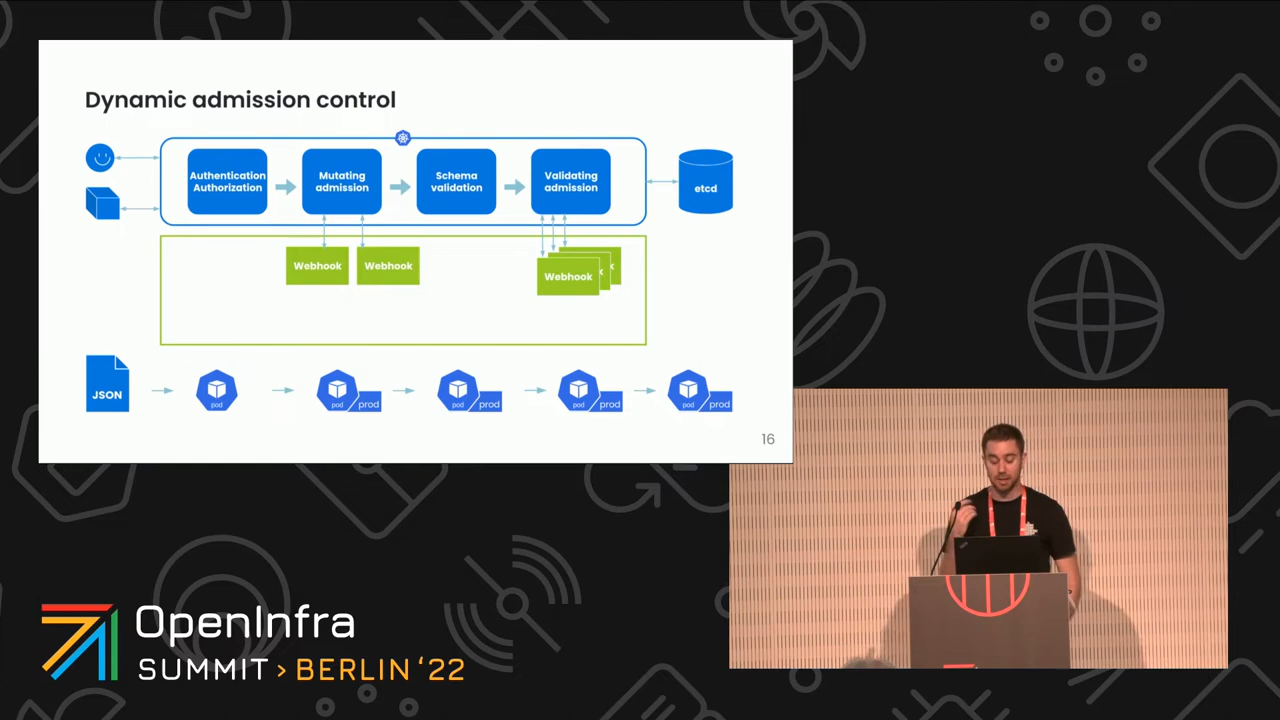 Dynamic admission control
Authentication
Authorization
Mutating
admission
Schema
validation
Validating
admission
etcd
Webhook
Webhook
Webhook
JSON
pod
pod
prod
pod
prod
pod
prod
pod
prod
16
OpenInfra
SUMMIT > BERLIN ‘22